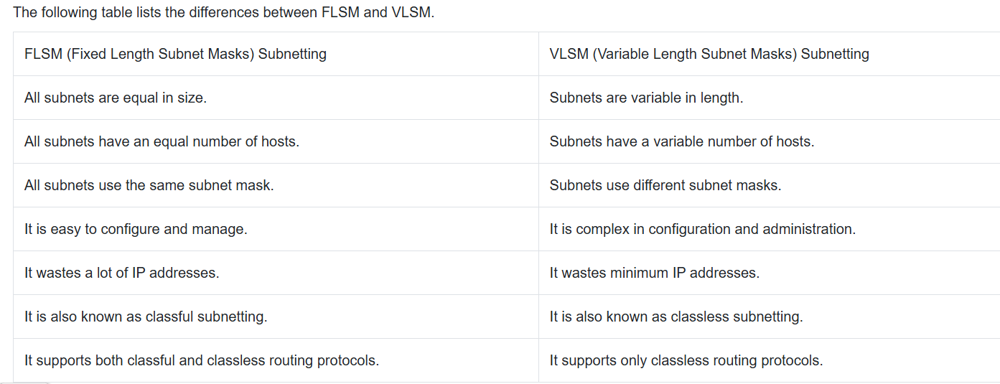 The following table lists the differences between FLSM and VLSM.
FLSM (Fixed Length Subnet Masks) Subnetting
VLSM (Variable Length Subnet Masks) Subnetting
All subnets are equal in size.
Subnets are variable in length.
All subnets have an equal number of hosts.
Subnets have a variable number of hosts.
All subnets use the same subnet mask.
Subnets use different subnet masks.
It is easy to configure and manage.
It is complex in configuration and administration.
It wastes a lot of IP addresses.
It wastes minimum IP addresses.
It is also known as classful subnetting.
It is also known as classless subnetting.
It supports both classful and classless routing protocols.
It supports only classless routing protocols.